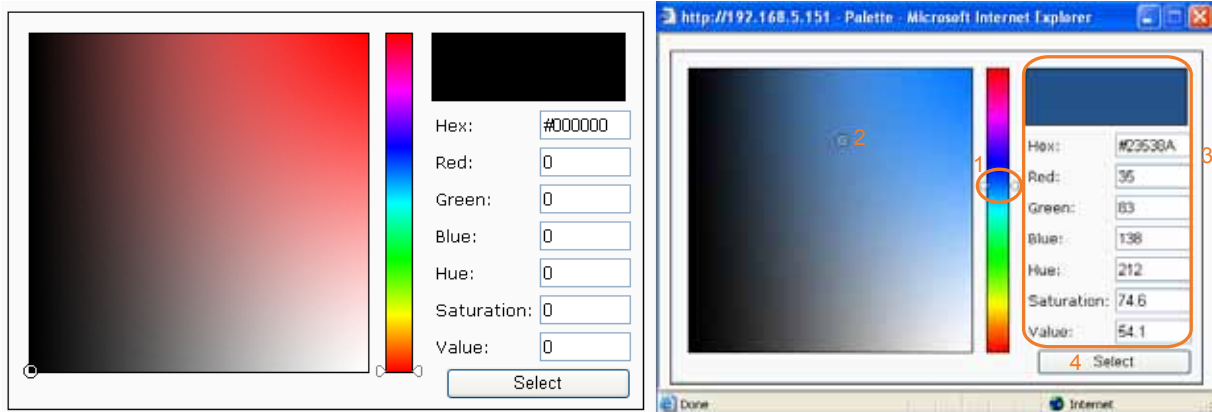 Hex: #000000
Red: 0
Green: 0
Blue: 0
Hue: 0
Saturation: 0
Value: 0
Select
http://192.168.5.151 - Palette - Microsoft Internet Explorer
1
2
3
Hex: #23538A
Red: 35
Green: 83
Blue: 138
Hue: 212
Saturation: 74.6
Value: 54.1
4 Select
Done
Internet